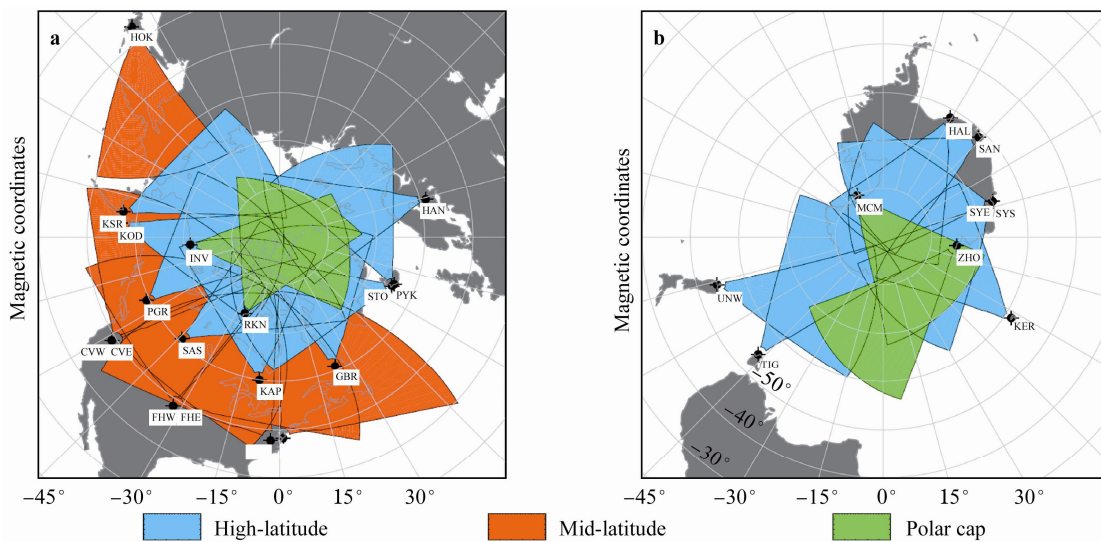 a
HOK
HAN
KSR
KOD
INV
STO PYK
PGR
RKN
CVW CVE
SAS
GBR
KAP
FHW FHE
Magnetic coordinates
−45° −30° −15° 0° 15° 30°
b
HAL
SAN
MCM
SYE SYS
ZHO
UNW
KER
TIG
−50°
−40°
−30°
Magnetic coordinates
−45° −30° −15° 0° 15° 30°
High-latitude Mid-latitude Polar cap